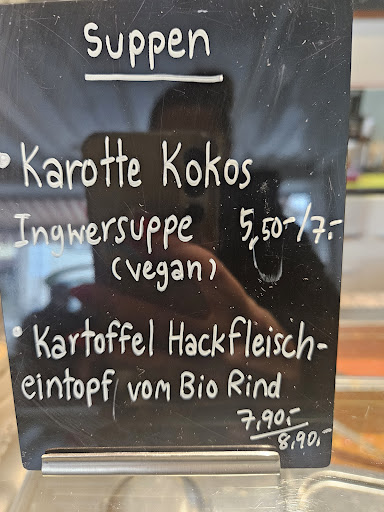 Suppen
• Karotte Kokos
Ingwersuppe 5,50-/7.-
(vegan)
• Kartoffel Hackfleisch-
eintopf vom Bio Rind
7,90,-
8,90,-